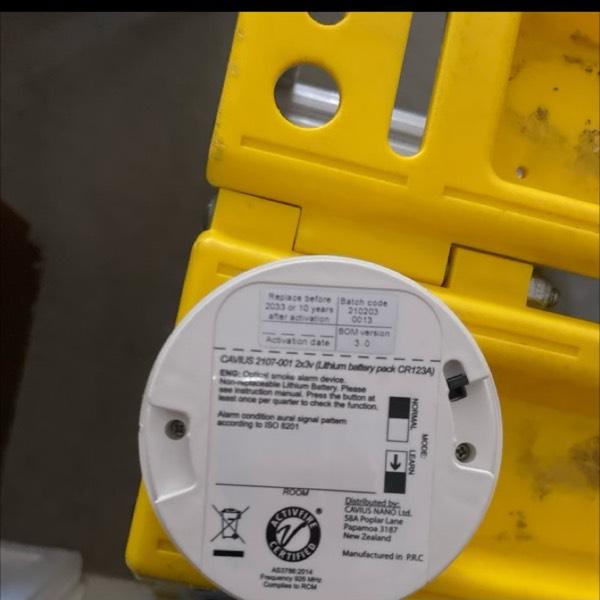 Replace before
2033 or 10 years
after activation
Batch code
210203
0013
Activation date
BOM version
3.0
CAVIUS 2107-001 2x3v (Lithium battery pack CR123A)
ENG: Optical smoke alarm device.
Non-replaceable Lithium Battery. Please
see instruction manual. Press the button at
least once per quarter to check the function.
Alarm condition aural signal pattern
according to ISO 8201
NORMAL
MODE:
LEARN
ROOM
ACTIVFIRE
CERTIFIED
®
Distributed by:
CAVIUS NANO Ltd.
58A Poplar Lane
Papamoa 3187
New Zealand
Manufactured in P.R.C
AS3786:2014
Frequency 926 MHz
Complies to RCM